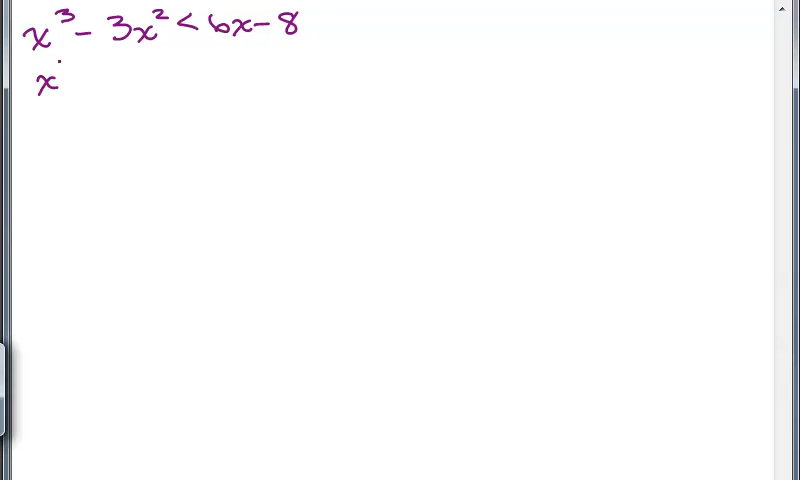 x³ - 3x² < 6x - 8
x